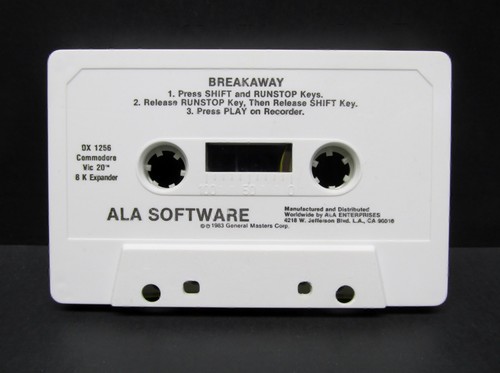 BREAKAWAY
1. Press SHIFT and RUNSTOP Keys.
2. Release RUNSTOP Key, Then Release SHIFT Key.
3. Press PLAY on Recorder.
DX 1256
Commodore
Vic 20™
8 K Expander
100 50 0
ALA SOFTWARE
©℗ 1983 General Masters Corp.
Manufactured and Distributed
Worldwide by ALA ENTERPRISES
4218 W. Jefferson Blvd. L.A., CA 90016